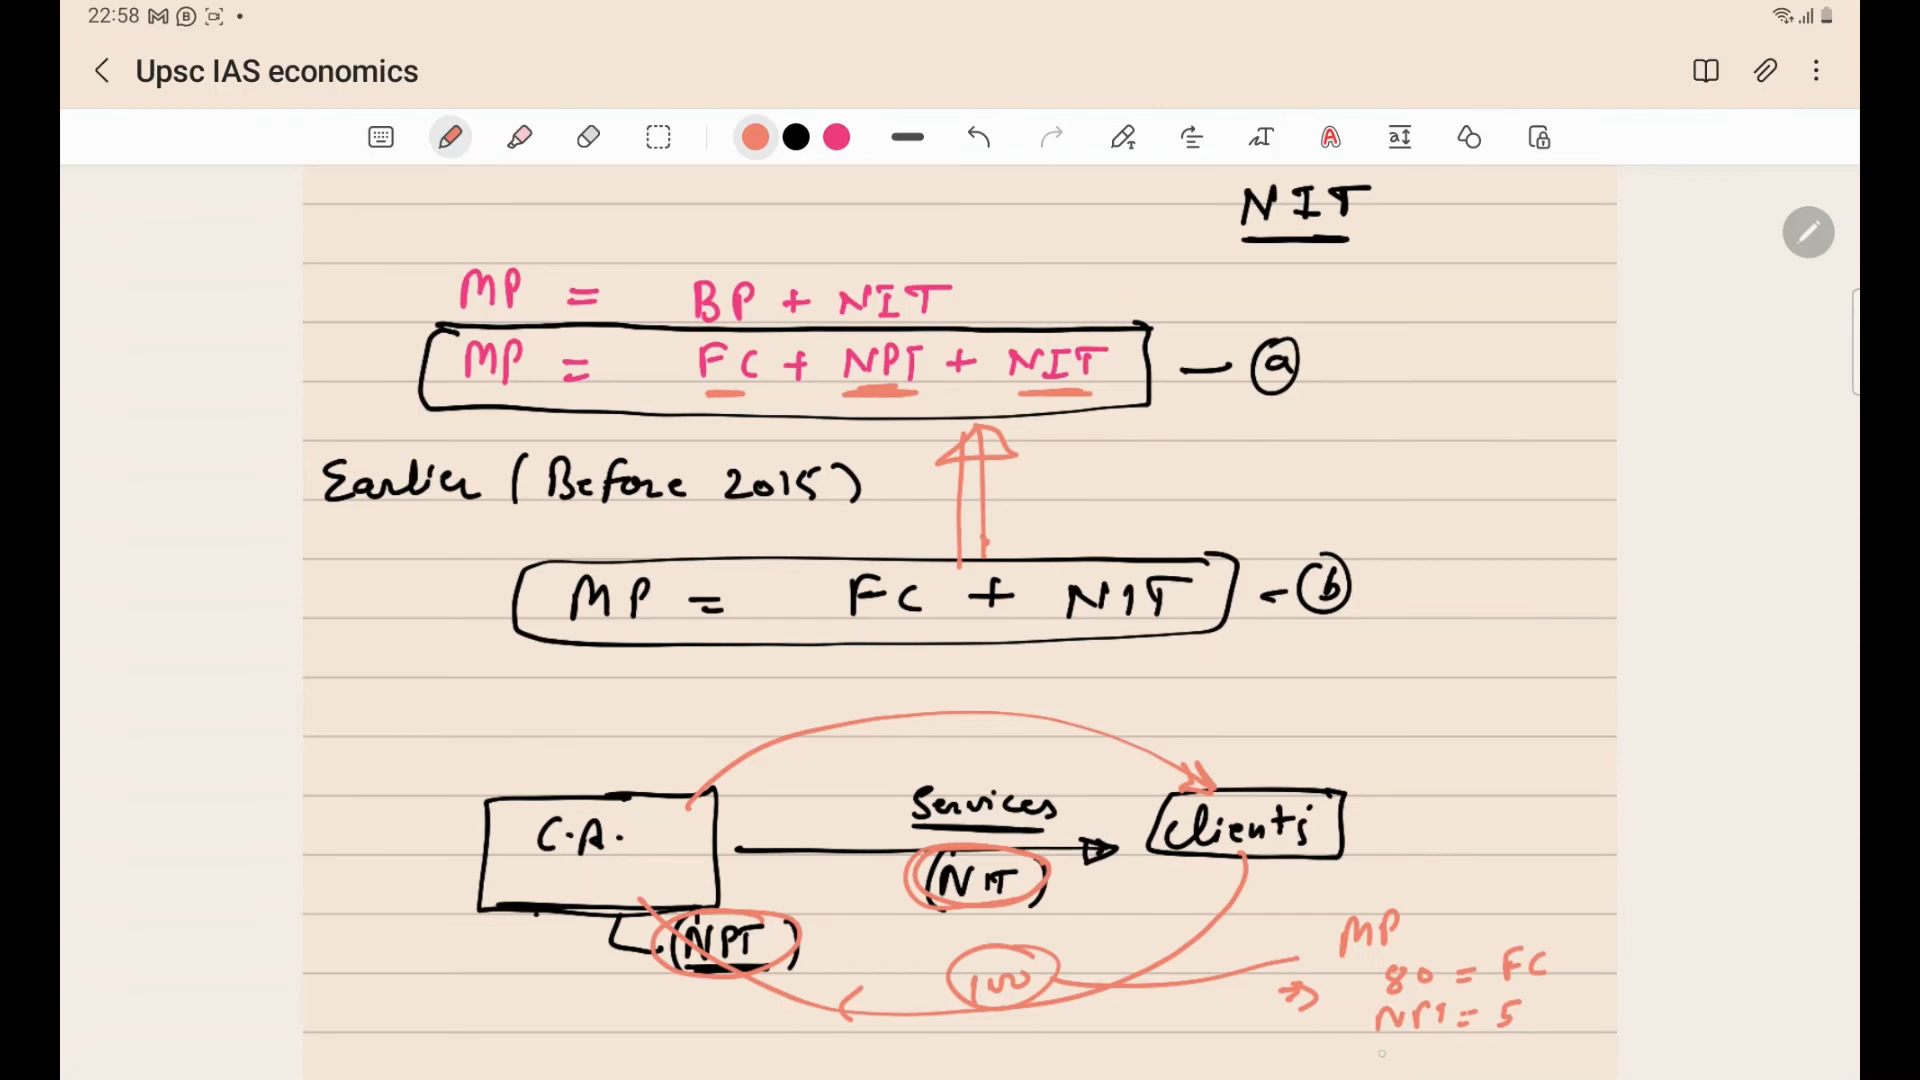 22:58
Upsc IAS economics
NIT
MP = BP + NIT
MP = FC + NPT + NIT - a
Earlier (Before 2015)
MP = FC + NIT - b
Services
C.A.
Clients
(NIT)
(NPT)
MP
100
80 = FC
NPT = 5